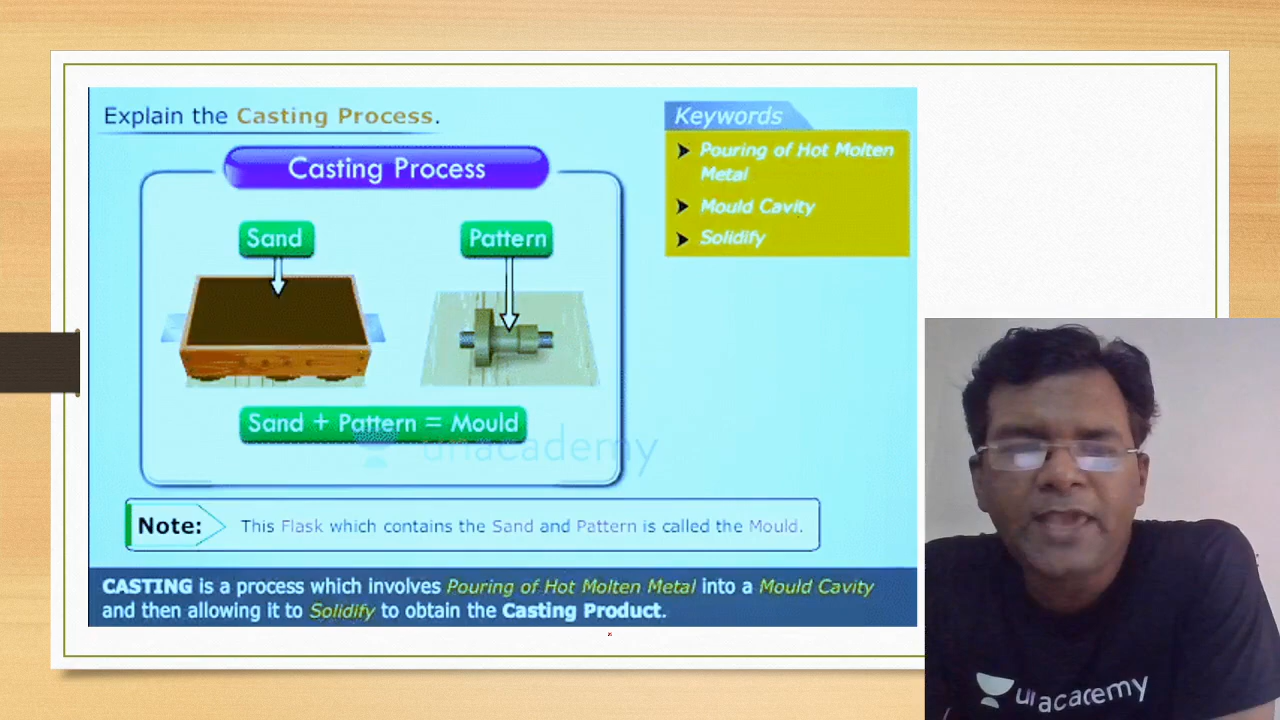 Explain the Casting Process.
Keywords
Pouring of Hot Molten
Metal
Mould Cavity
Solidify
Casting Process
Sand
Pattern
Sand + Pattern = Mould
unacademy
Note: This Flask which contains the Sand and Pattern is called the Mould.
CASTING is a process which involves Pouring of Hot Molten Metal into a Mould Cavity
and then allowing it to Solidify to obtain the Casting Product.
unacademy